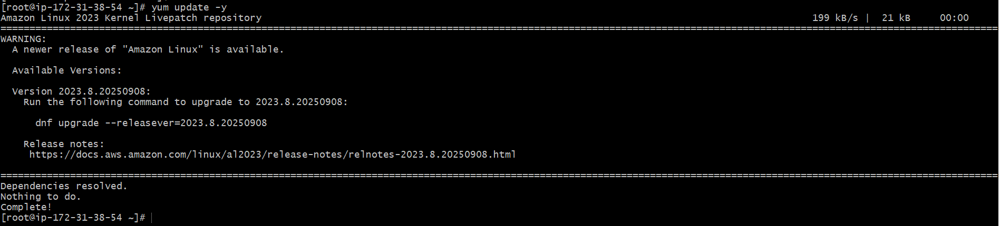 [root@ip-172-31-38-54 ~]# yum update -y
Amazon Linux 2023 Kernel Livepatch repository                                                                                               199 kB/s |  21 kB     00:00
============================================================================================================================================================================
WARNING:
  A newer release of "Amazon Linux" is available.

  Available Versions:

  Version 2023.8.20250908:
    Run the following command to upgrade to 2023.8.20250908:

      dnf upgrade --releasever=2023.8.20250908

    Release notes:
     https://docs.aws.amazon.com/linux/al2023/release-notes/relnotes-2023.8.20250908.html

============================================================================================================================================================================
Dependencies resolved.
Nothing to do.
Complete!
[root@ip-172-31-38-54 ~]#